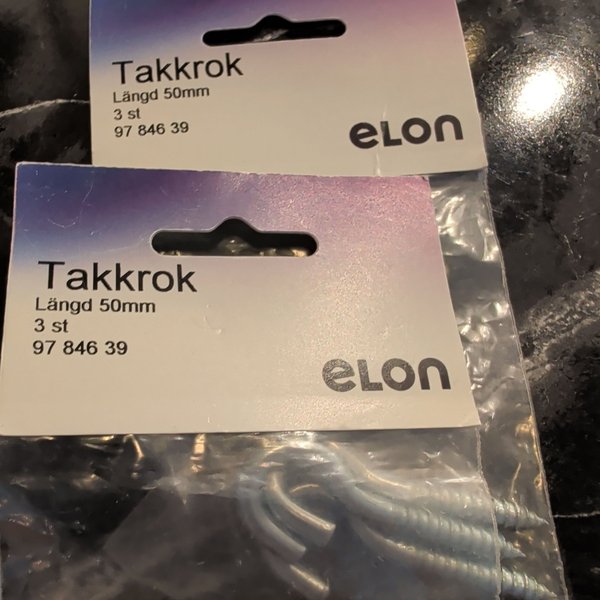 Takkrok
Längd 50mm
3 st
97 846 39
eLON
Takkrok
Längd 50mm
3 st
97 846 39
eLON